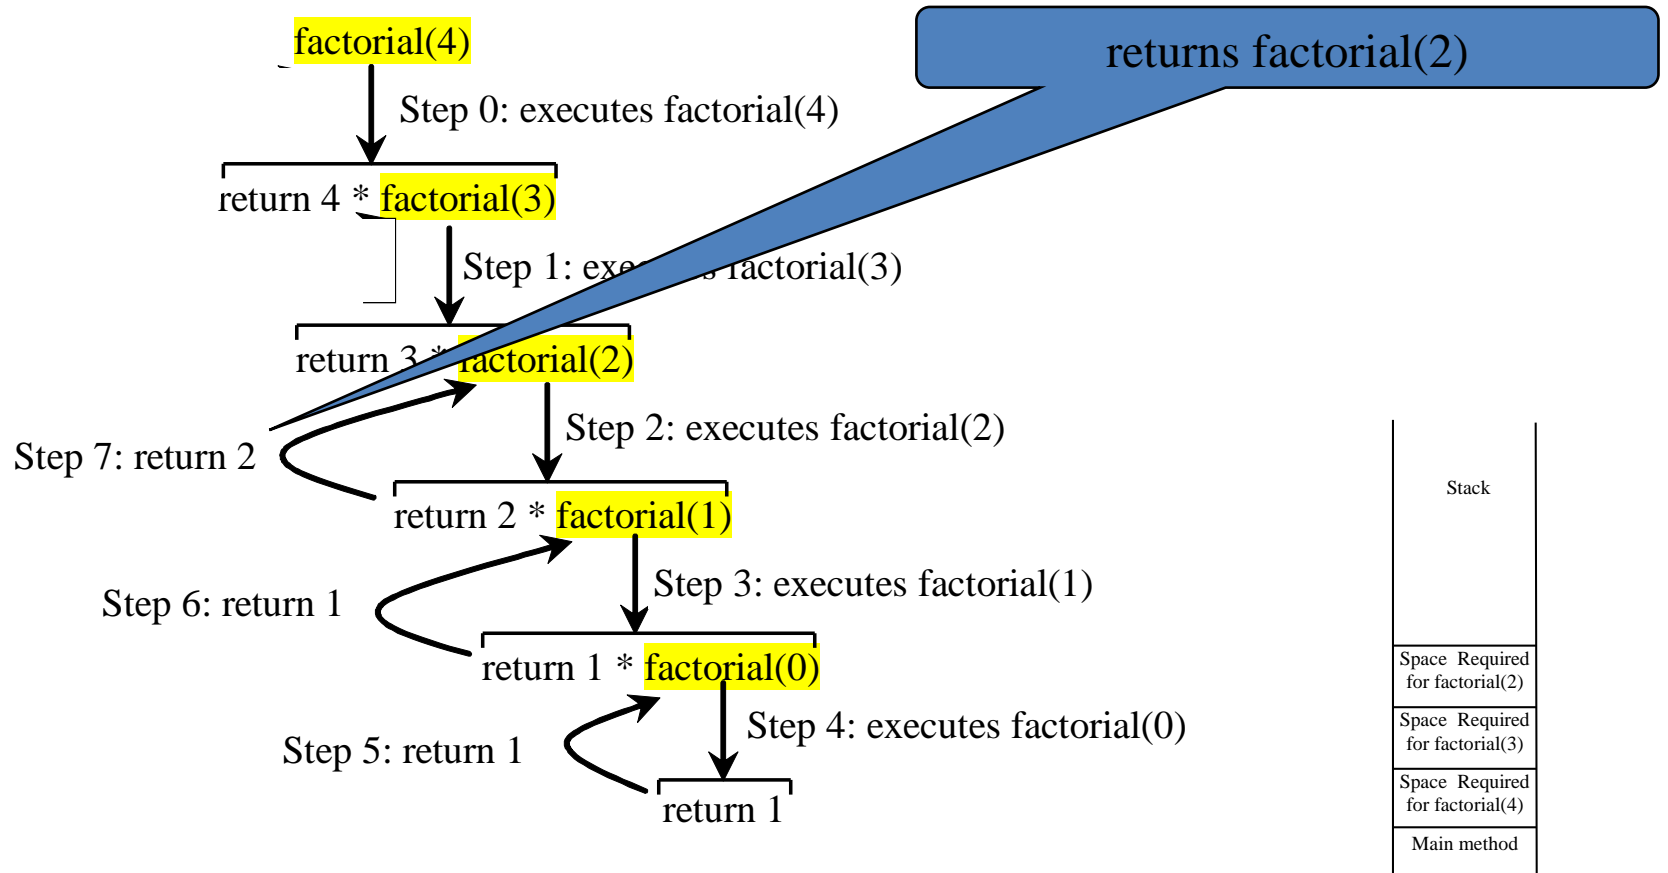 factorial(4)
returns factorial(2)
Step 0: executes factorial(4)
return 4 * factorial(3)
Step 1: factorial(3)
return 3 * factorial(2)
Step 2: executes factorial(2)
Step 7: return 2
return 2 * factorial(1)
Step 3: executes factorial(1)
Step 6: return 1
return 1 * factorial(0)
Step 4: executes factorial(0)
Step 5: return 1
return 1
Stack
Space Required
for factorial(2)
Space Required
for factorial(3)
Space Required
for factorial(4)
Main method